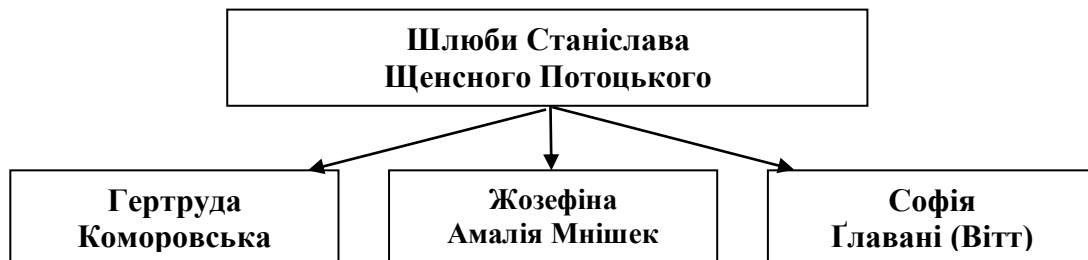 Шлюби Станіслава
Щенсного Потоцького
Гертруда
Коморовська
Жозефіна
Амалія Мнішек
Софія
Ґлавані (Вітт)